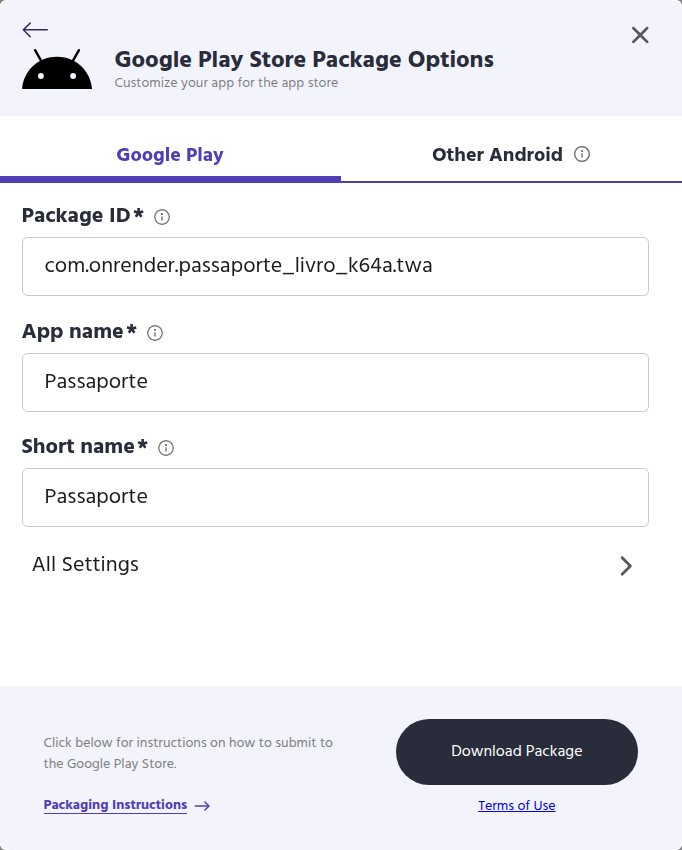 Google Play Store Package Options
Customize your app for the app store
Google Play
Other Android
Package ID*
com.onrender.passaporte_livro_k64a.twa
App name*
Passaporte
Short name*
Passaporte
All Settings
Click below for instructions on how to submit to
the Google Play Store.
Packaging Instructions
Download Package
Terms of Use